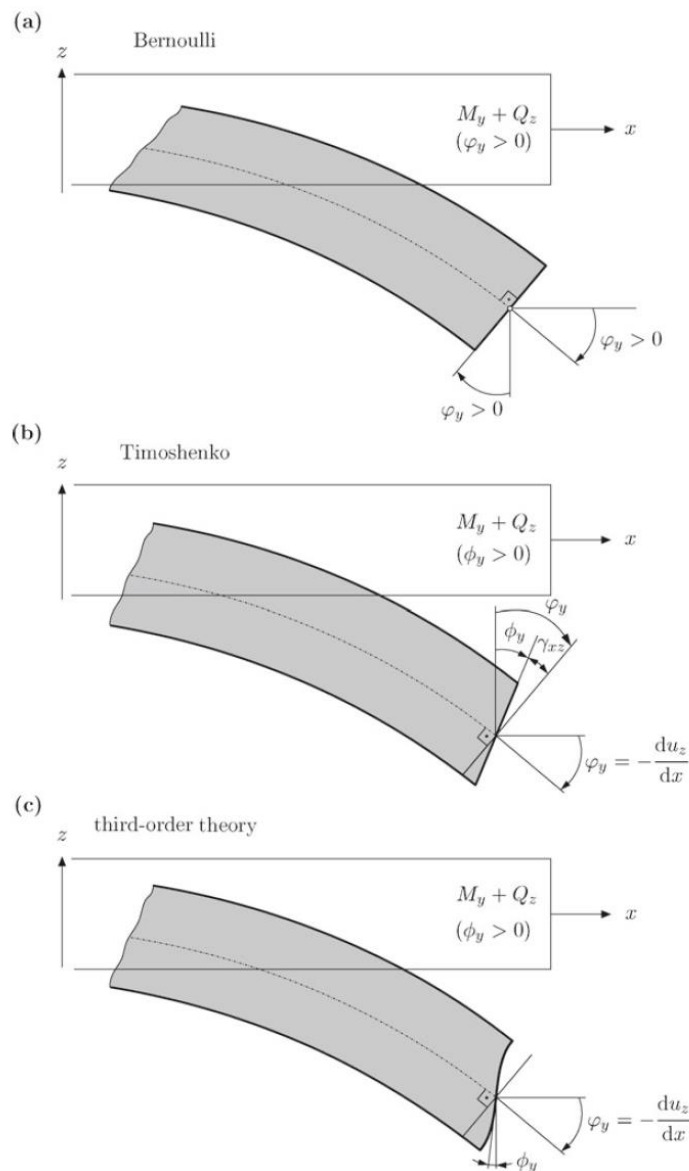 (a)
Bernoulli
z
M_y + Q_z
(φ_y > 0)
x
φ_y > 0
φ_y > 0
(b)
Timoshenko
z
M_y + Q_z
(ϕ_y > 0)
x
φ_y
ϕ_y
γ_xz
φ_y = −du_z/dx
(c)
third-order theory
z
M_y + Q_z
(ϕ_y > 0)
x
φ_y = −du_z/dx
ϕ_y